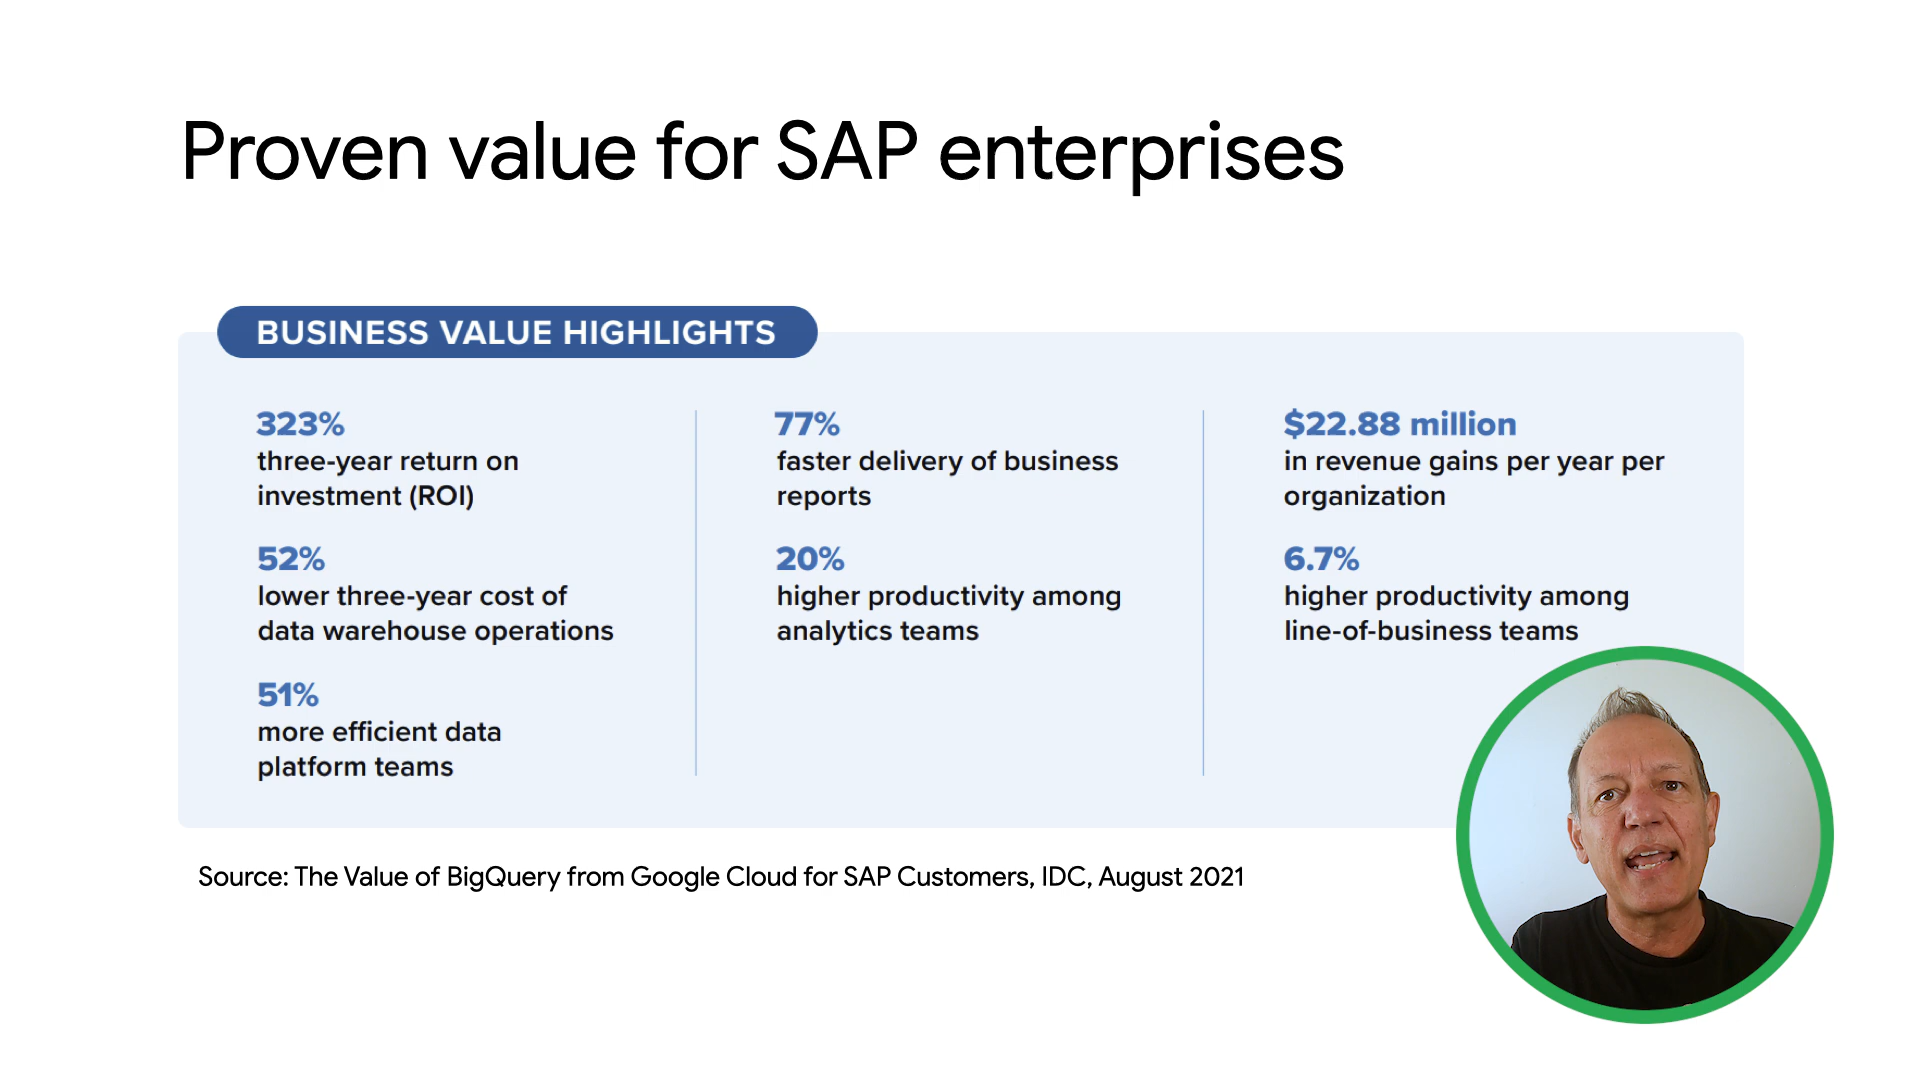 Proven value for SAP enterprises
BUSINESS VALUE HIGHLIGHTS
323%
three-year return on
investment (ROI)
52%
lower three-year cost of
data warehouse operations
51%
more efficient data
platform teams
77%
faster delivery of business
reports
20%
higher productivity among
analytics teams
$22.88 million
in revenue gains per year per
organization
6.7%
higher productivity among
line-of-business teams
Source: The Value of BigQuery from Google Cloud for SAP Customers, IDC, August 2021